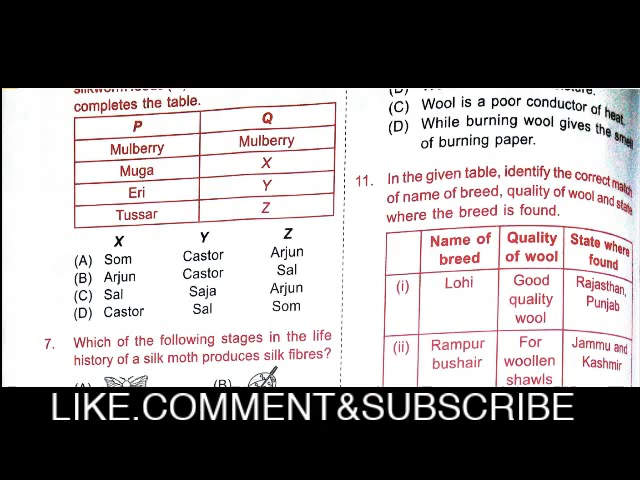 completes the table.
P Q
Mulberry Mulberry
Muga X
Eri Y
Tussar Z
X Y Z
(A) Som Castor Arjun
(B) Arjun Castor Sal
(C) Sal Saja Arjun
(D) Castor Sal Som
7. Which of the following stages in the life
history of a silk moth produces silk fibres?
(B)
(C) Wool is a poor conductor of heat.
(D) While burning wool gives the smell
of burning paper.
11. In the given table, identify the correct match
of name of breed, quality of wool and state
where the breed is found.
Name of breed Quality of wool State where found
(i) Lohi Good quality wool Rajasthan, Punjab
(ii) Rampur bushair For woollen shawls Jammu and Kashmir
LIKE.COMMENT&SUBSCRIBE